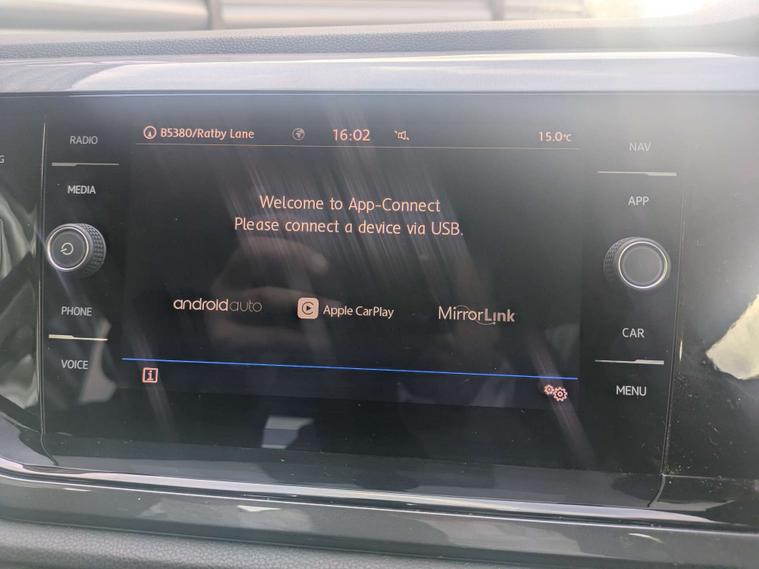 B5380/Ratby Lane 16:02 15.0°C
RADIO
MEDIA
PHONE
VOICE
Welcome to App-Connect
Please connect a device via USB.
androidauto Apple CarPlay MirrorLink
i
NAV
APP
CAR
MENU
G